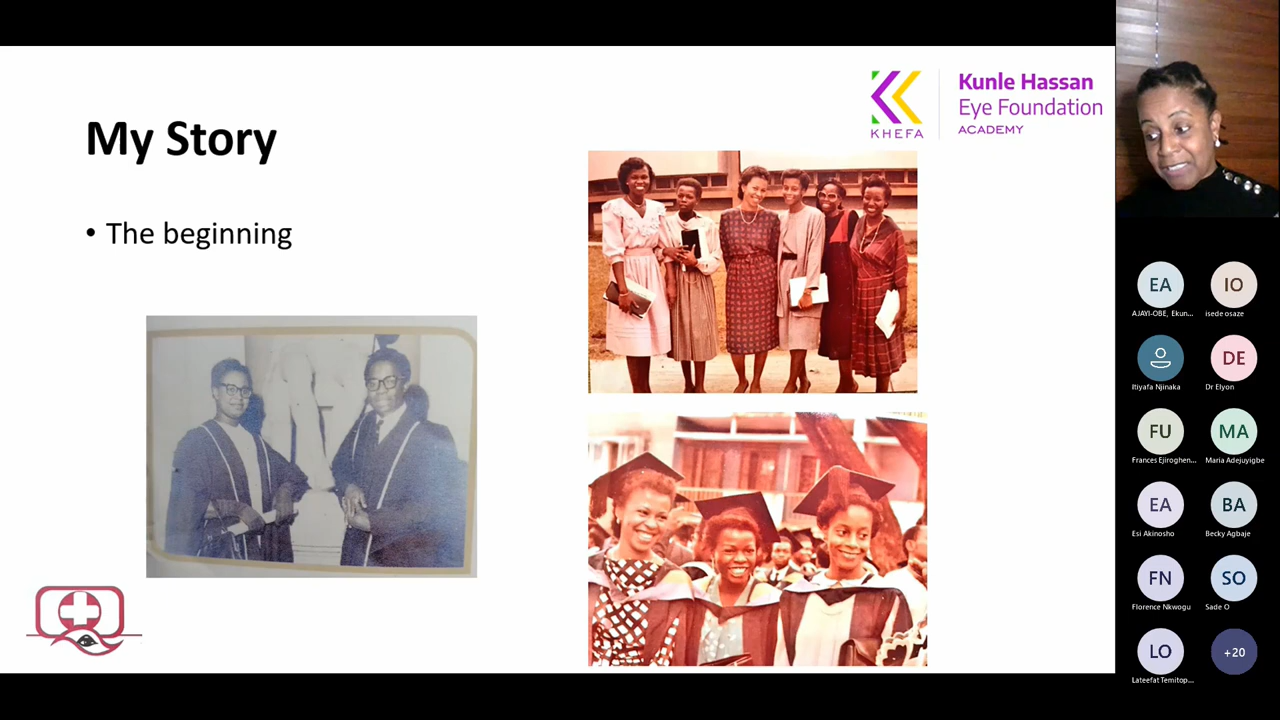 My Story
• The beginning
Kunle Hassan
Eye Foundation
ACADEMY
KHEFA
EA
IO
AJAYI-OBE, Ekun...
isede osaze
DE
Itiyafa Njinaka
Dr Elyon
FU
MA
Frances Ejiroghen...
Maria Adejuyigbe
EA
BA
Esi Akinosho
Becky Agbaje
FN
SO
Florence Nkwogu
Sade O
LO
+20
Lateefat Temitop...